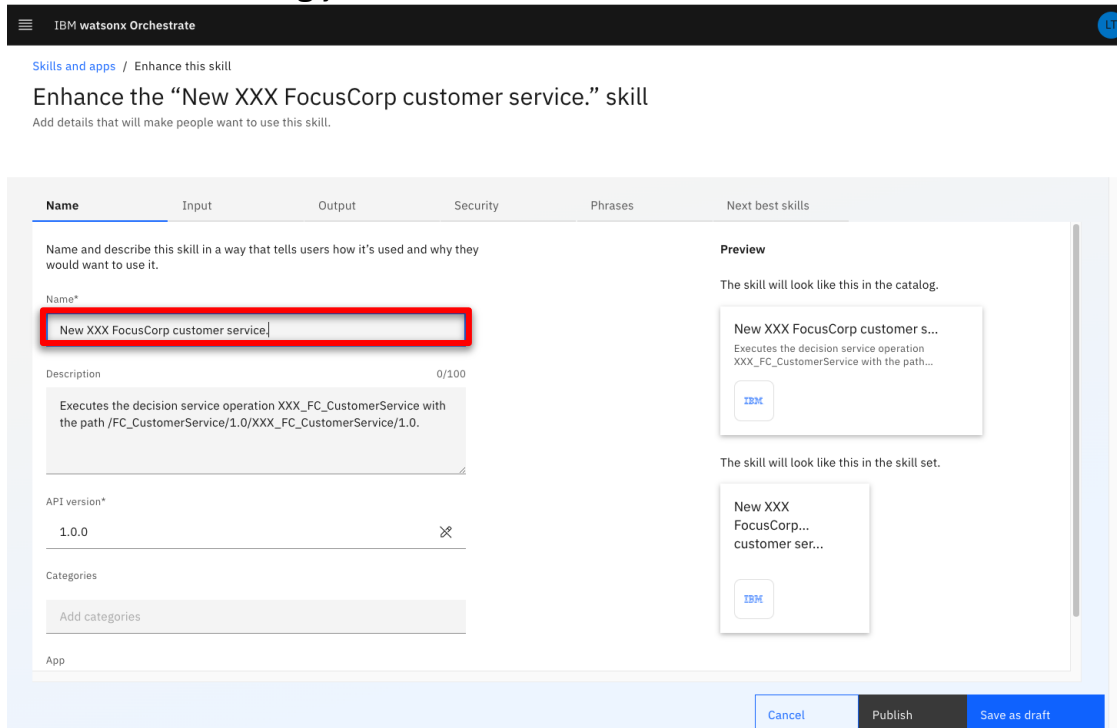 IBM watsonx Orchestrate
LT
Skills and apps / Enhance this skill
Enhance the “New XXX FocusCorp customer service.” skill
Add details that will make people want to use this skill.
Name Input Output Security Phrases Next best skills
Name and describe this skill in a way that tells users how it’s used and why they
would want to use it.
Name*
New XXX FocusCorp customer service.
Description 0/100
Executes the decision service operation XXX_FC_CustomerService with
the path /FC_CustomerService/1.0/XXX_FC_CustomerService/1.0.
API version*
1.0.0
Categories
Add categories
App
Preview
The skill will look like this in the catalog.
New XXX FocusCorp customer s...
Executes the decision service operation
XXX_FC_CustomerService with the path...
IBM
The skill will look like this in the skill set.
New XXX
FocusCorp...
customer ser...
IBM
Cancel Publish Save as draft